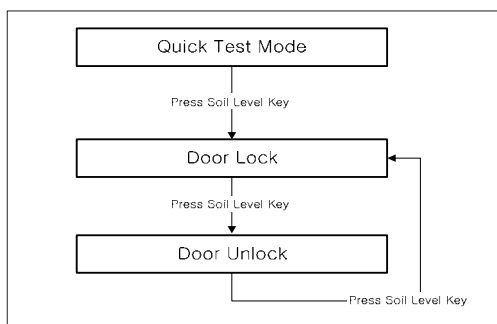 Quick Test Mode
Press Soil Level Key
Door Lock
Press Soil Level Key
Door Unlock
Press Soil Level Key